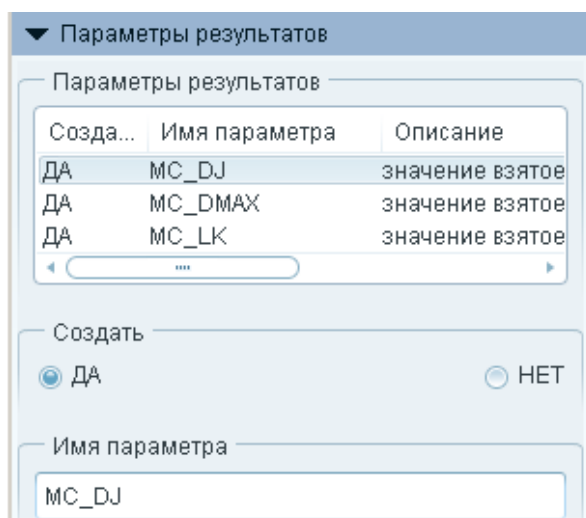 Параметры результатов
Параметры результатов
Созда... Имя параметра Описание
ДА MC_DJ значение взятое
ДА MC_DMAX значение взятое
ДА MC_LK значение взятое
Создать
ДА НЕТ
Имя параметра
MC_DJ